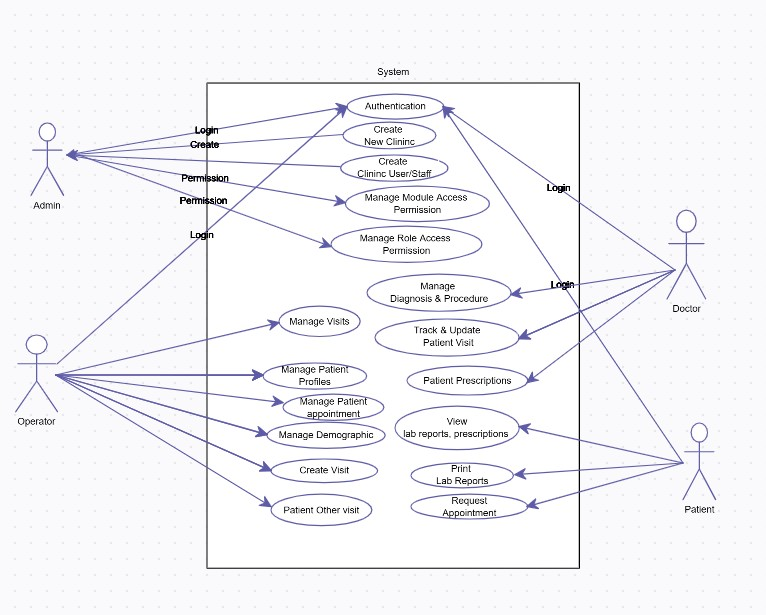 System
Authentication
Login
Create
New Clininc
Create
Create
Clininc User/Staff
Permission
Manage Module Access
Permission
Permission
Manage Role Access
Permission
Login
Login
Login
Admin
Manage
Diagnosis & Procedure
Doctor
Manage Visits
Track & Update
Patient Visit
Manage Patient
Profiles
Patient Prescriptions
Manage Patient
appointment
Operator
Manage Demographic
View
lab reports, prescriptions
Create Visit
Print
Lab Reports
Patient Other visit
Request
Appointment
Patient